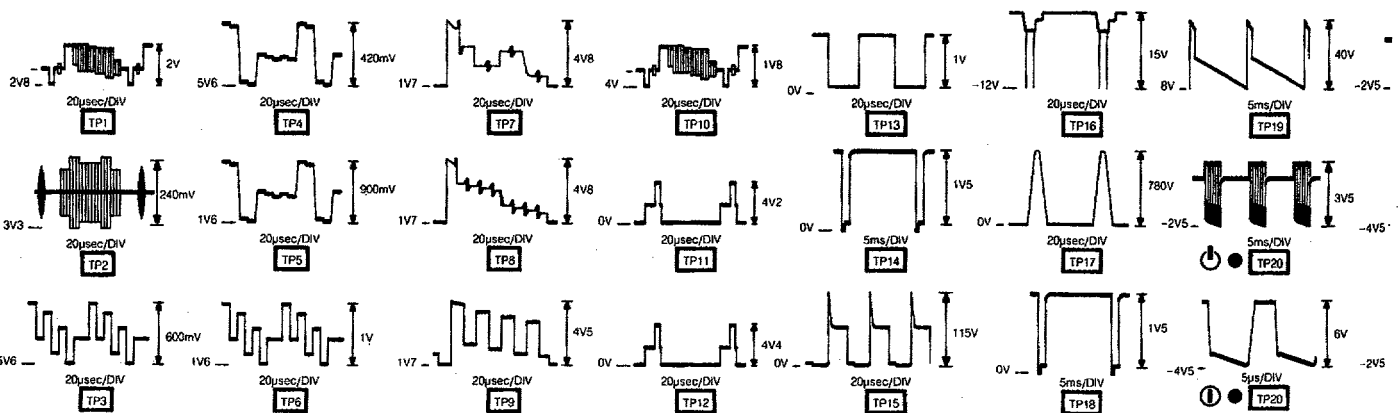 2V8
2V
20µsec/DIV
TP1
5V6
420mV
20µsec/DIV
TP4
1V7
4V8
20µsec/DIV
TP7
4V
1V8
20µsec/DIV
TP10
0V
1V
20µsec/DIV
TP13
-12V
15V
20µsec/DIV
TP16
8V
40V
5ms/DIV
TP19
-2V5
3V3
240mV
20µsec/DIV
TP2
1V6
900mV
20µsec/DIV
TP5
1V7
4V8
20µsec/DIV
TP8
0V
4V2
20µsec/DIV
TP11
0V
1V5
5ms/DIV
TP14
0V
780V
20µsec/DIV
TP17
-2V5
3V5
5ms/DIV
TP20
-4V5
5V6
600mV
20µsec/DIV
TP3
1V6
1V
20µsec/DIV
TP6
1V7
4V5
20µsec/DIV
TP9
0V
4V4
20µsec/DIV
TP12
0V
115V
20µsec/DIV
TP15
0V
1V5
5ms/DIV
TP18
-4V5
6V
5µs/DIV
TP20
-2V5